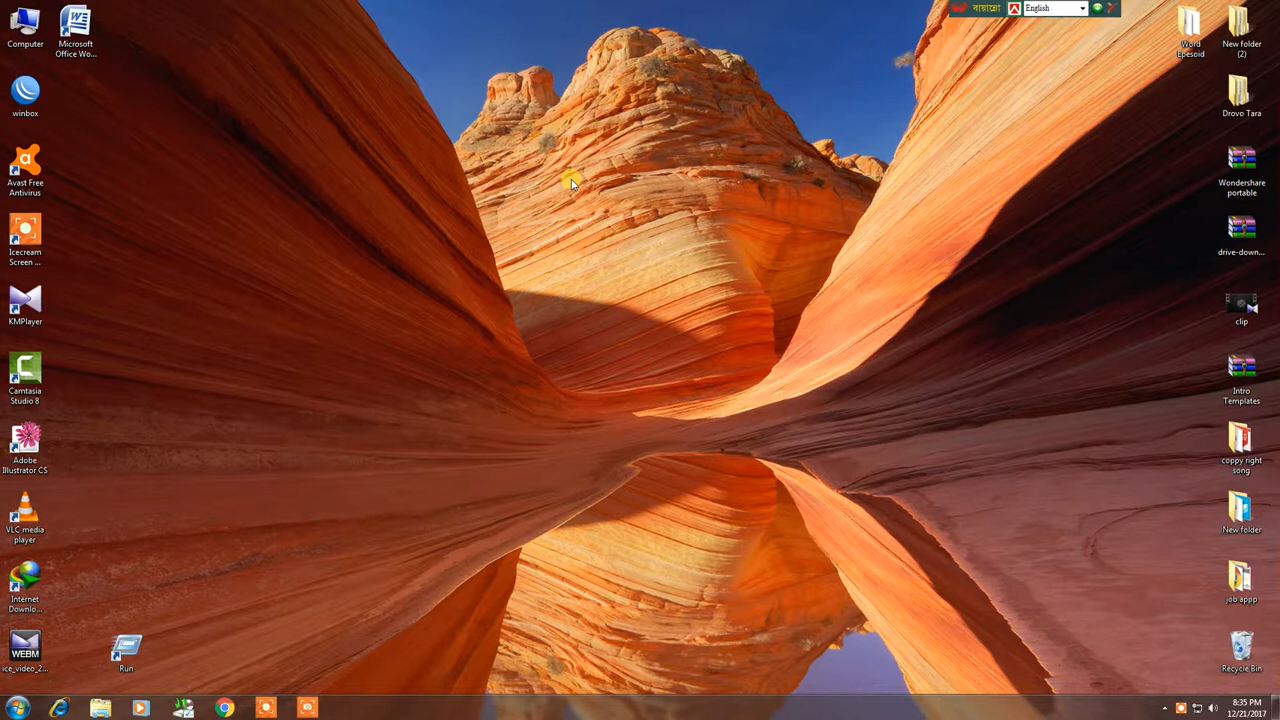 Computer
Microsoft
Office Wo...
winbox
Avast Free
Antivirus
Icecream
Screen ...
KMPlayer
Camtasia
Studio 8
Adobe
Illustrator CS
VLC media
player
Internet
Downlo...
WEBM
ice_video_2...
Run
বায়ান্নো
English
Word
Epesoid
New folder
(2)
Drovo Tara
Wondershare
portable
drive-down...
clip
Intro
Templates
coppy right
song
New folder
job appp
Recycle Bin
8:35 PM
12/21/2017